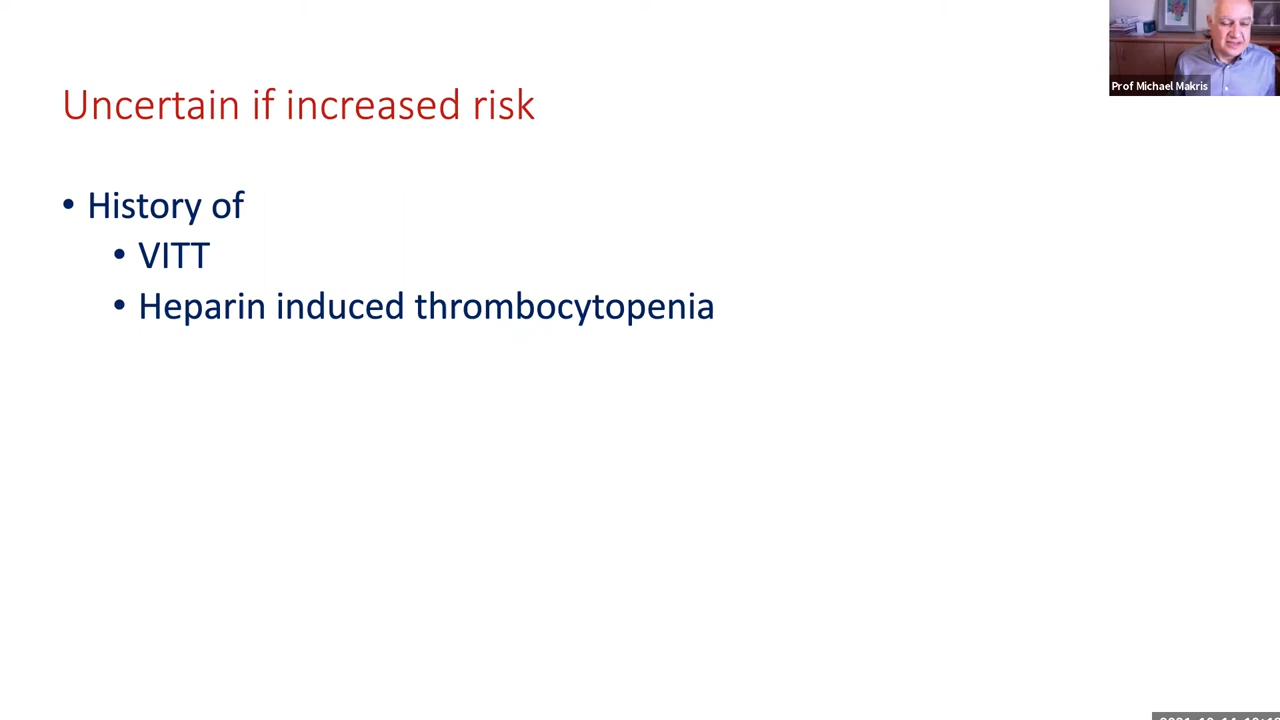 Prof Michael Makris
Uncertain if increased risk
• History of
• VITT
• Heparin induced thrombocytopenia